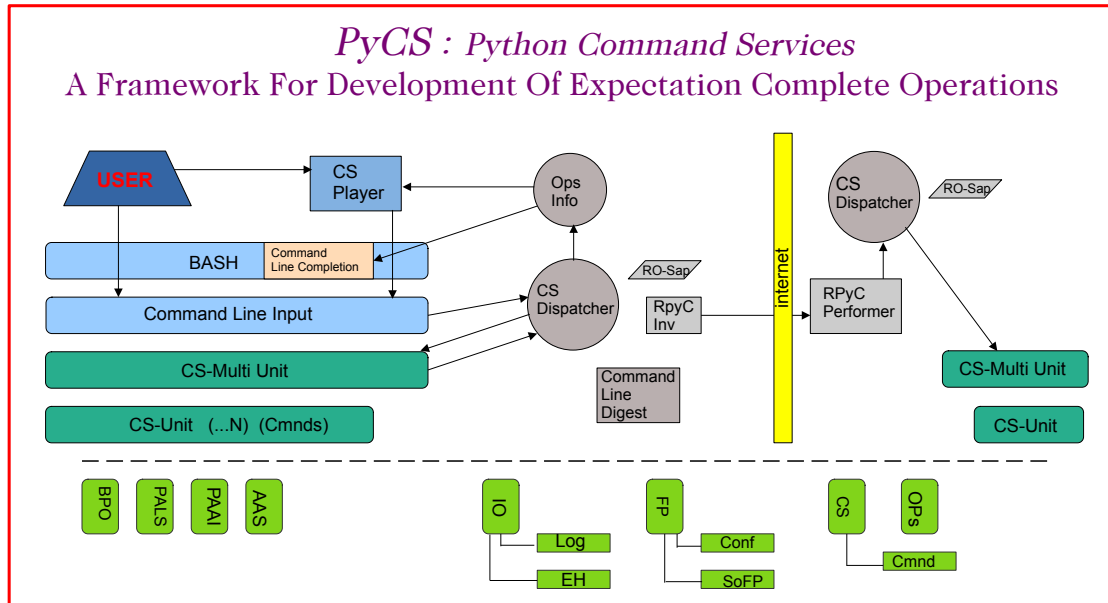 PyCS : Python Command Services
A Framework For Development Of Expectation Complete Operations
USER
CS
Player
Ops
Info
CS
Dispatcher
RO-Sap
BASH
Command
Line Completion
internet
RO-Sap
CS
Dispatcher
RpyC
Inv
RPyC
Performer
Command Line Input
CS-Multi Unit
CS-Multi Unit
Command
Line
Digest
CS-Unit (...N) (Cmnds)
CS-Unit
BPO
PALS
PAAI
AAS
IO
FP
CS
OPs
Log
Conf
Cmnd
EH
SoFP